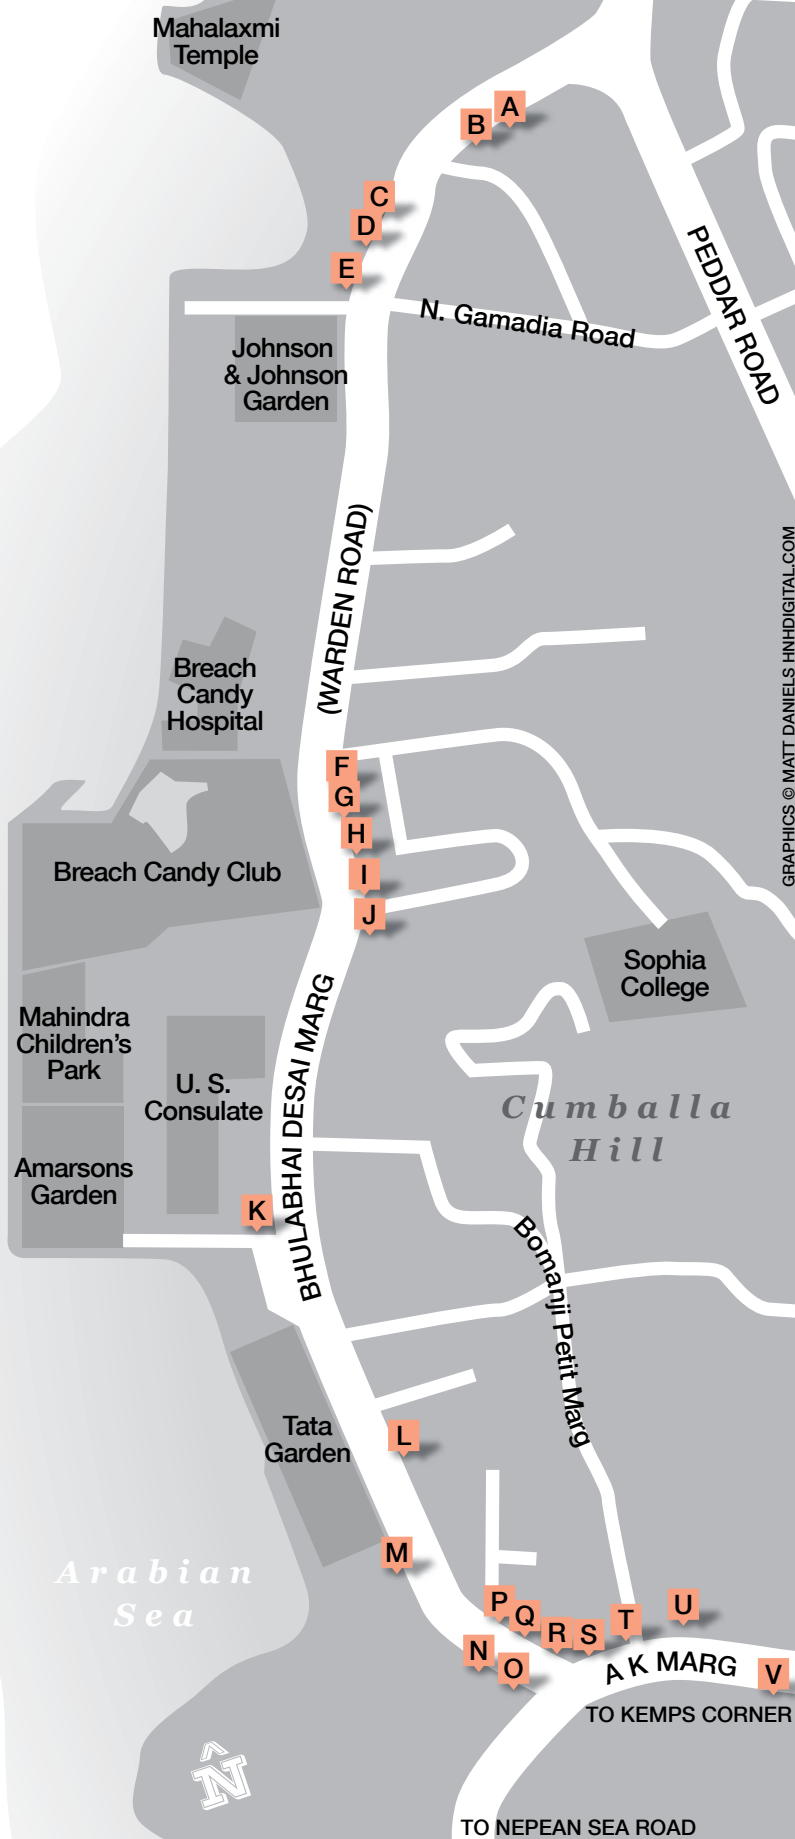 Mahalaxmi
Temple
A
B
C
D
E
N. Gamadia Road
PEDDAR ROAD
Johnson
& Johnson
Garden
(WARDEN ROAD)
GRAPHICS © MATT DANIELS HNHDIGITAL.COM
Breach
Candy
Hospital
F
G
H
I
J
Breach Candy Club
Sophia
College
Mahindra
Children's
Park
U. S.
Consulate
BHULABHAI DESAI MARG
Cumballa
Hill
Amarsons
Garden
K
Bomanji Petit Marg
Tata
Garden
L
M
Arabian
Sea
P
Q
R
S
T
U
N
O
A K MARG
V
TO KEMPS CORNER
N
TO NEPEAN SEA ROAD